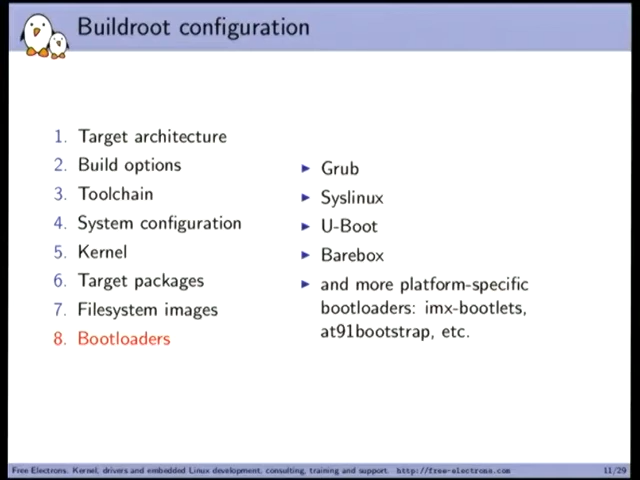 Buildroot configuration
1. Target architecture
2. Build options
3. Toolchain
4. System configuration
5. Kernel
6. Target packages
7. Filesystem images
8. Bootloaders
▶ Grub
▶ Syslinux
▶ U-Boot
▶ Barebox
▶ and more platform-specific
bootloaders: imx-bootlets,
at91bootstrap, etc.
Free Electrons. Kernel, drivers and embedded Linux development, consulting, training and support. http://free-electrons.com 11/29